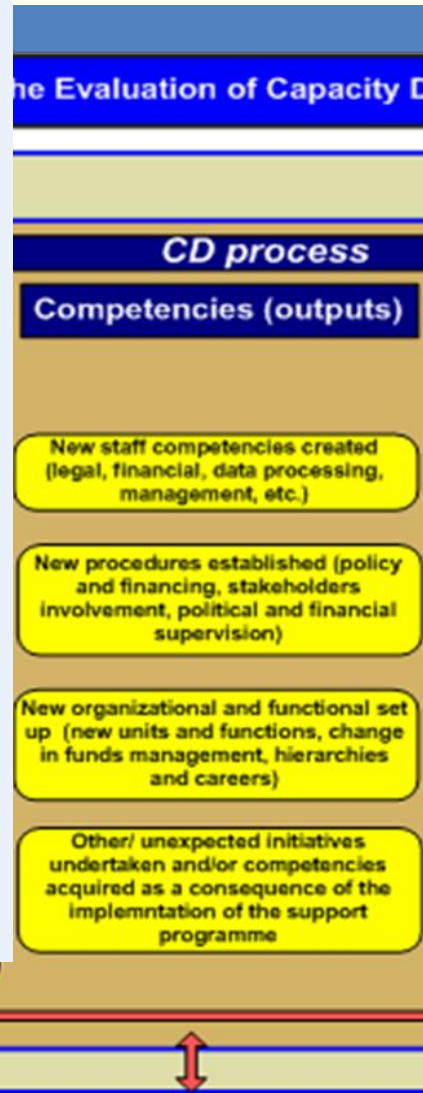 he Evaluation of Capacity D
CD process
Competencies (outputs)
New staff competencies created
(legal, financial, data processing,
management, etc.)
New procedures established (policy
and financing, stakeholders
involvement, political and financial
supervision)
New organizational and functional set
up (new units and functions, change
in funds management, hierarchies
and careers)
Other/ unexpected initiatives
undertaken and/or competencies
acquired as a consequence of the
implemntation of the support
programme